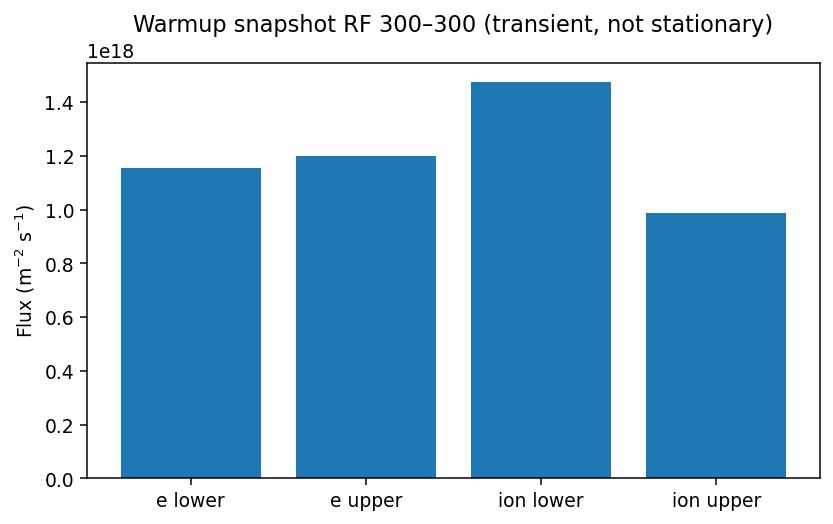 Warmup snapshot RF 300–300 (transient, not stationary)
1e18
1.4
1.2
1.0
0.8
0.6
0.4
0.2
0.0
Flux (m⁻² s⁻¹)
e lower
e upper
ion lower
ion upper